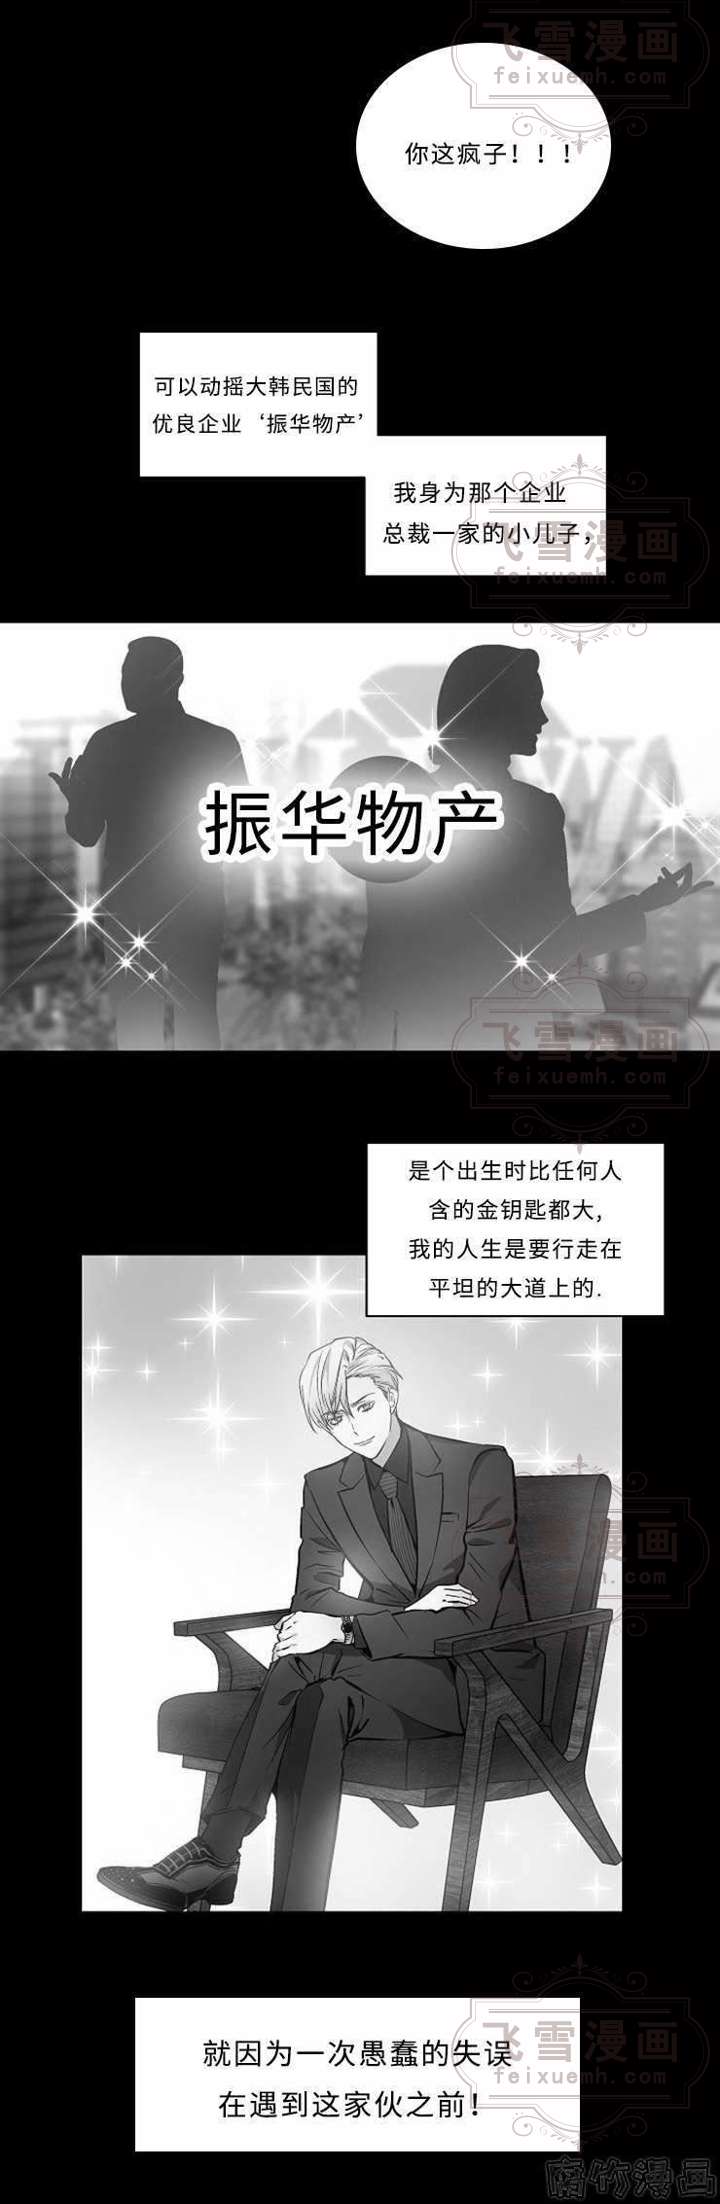 飞雪漫画
feixuemh.com
你这疯子！！！
可以动摇大韩民国的
优良企业‘振华物产’
我身为那个企业
总裁一家的小儿子,
飞雪漫画
feixuemh.com
振华物产
飞雪漫画
feixuemh.com
是个出生时比任何人
含的金钥匙都大,
我的人生是要行走在
平坦的大道上的.
雪漫画
mh.com
飞雪漫画
feixuemh.com
就因为一次愚蠢的失误
在遇到这家伙之前！
腐竹漫画